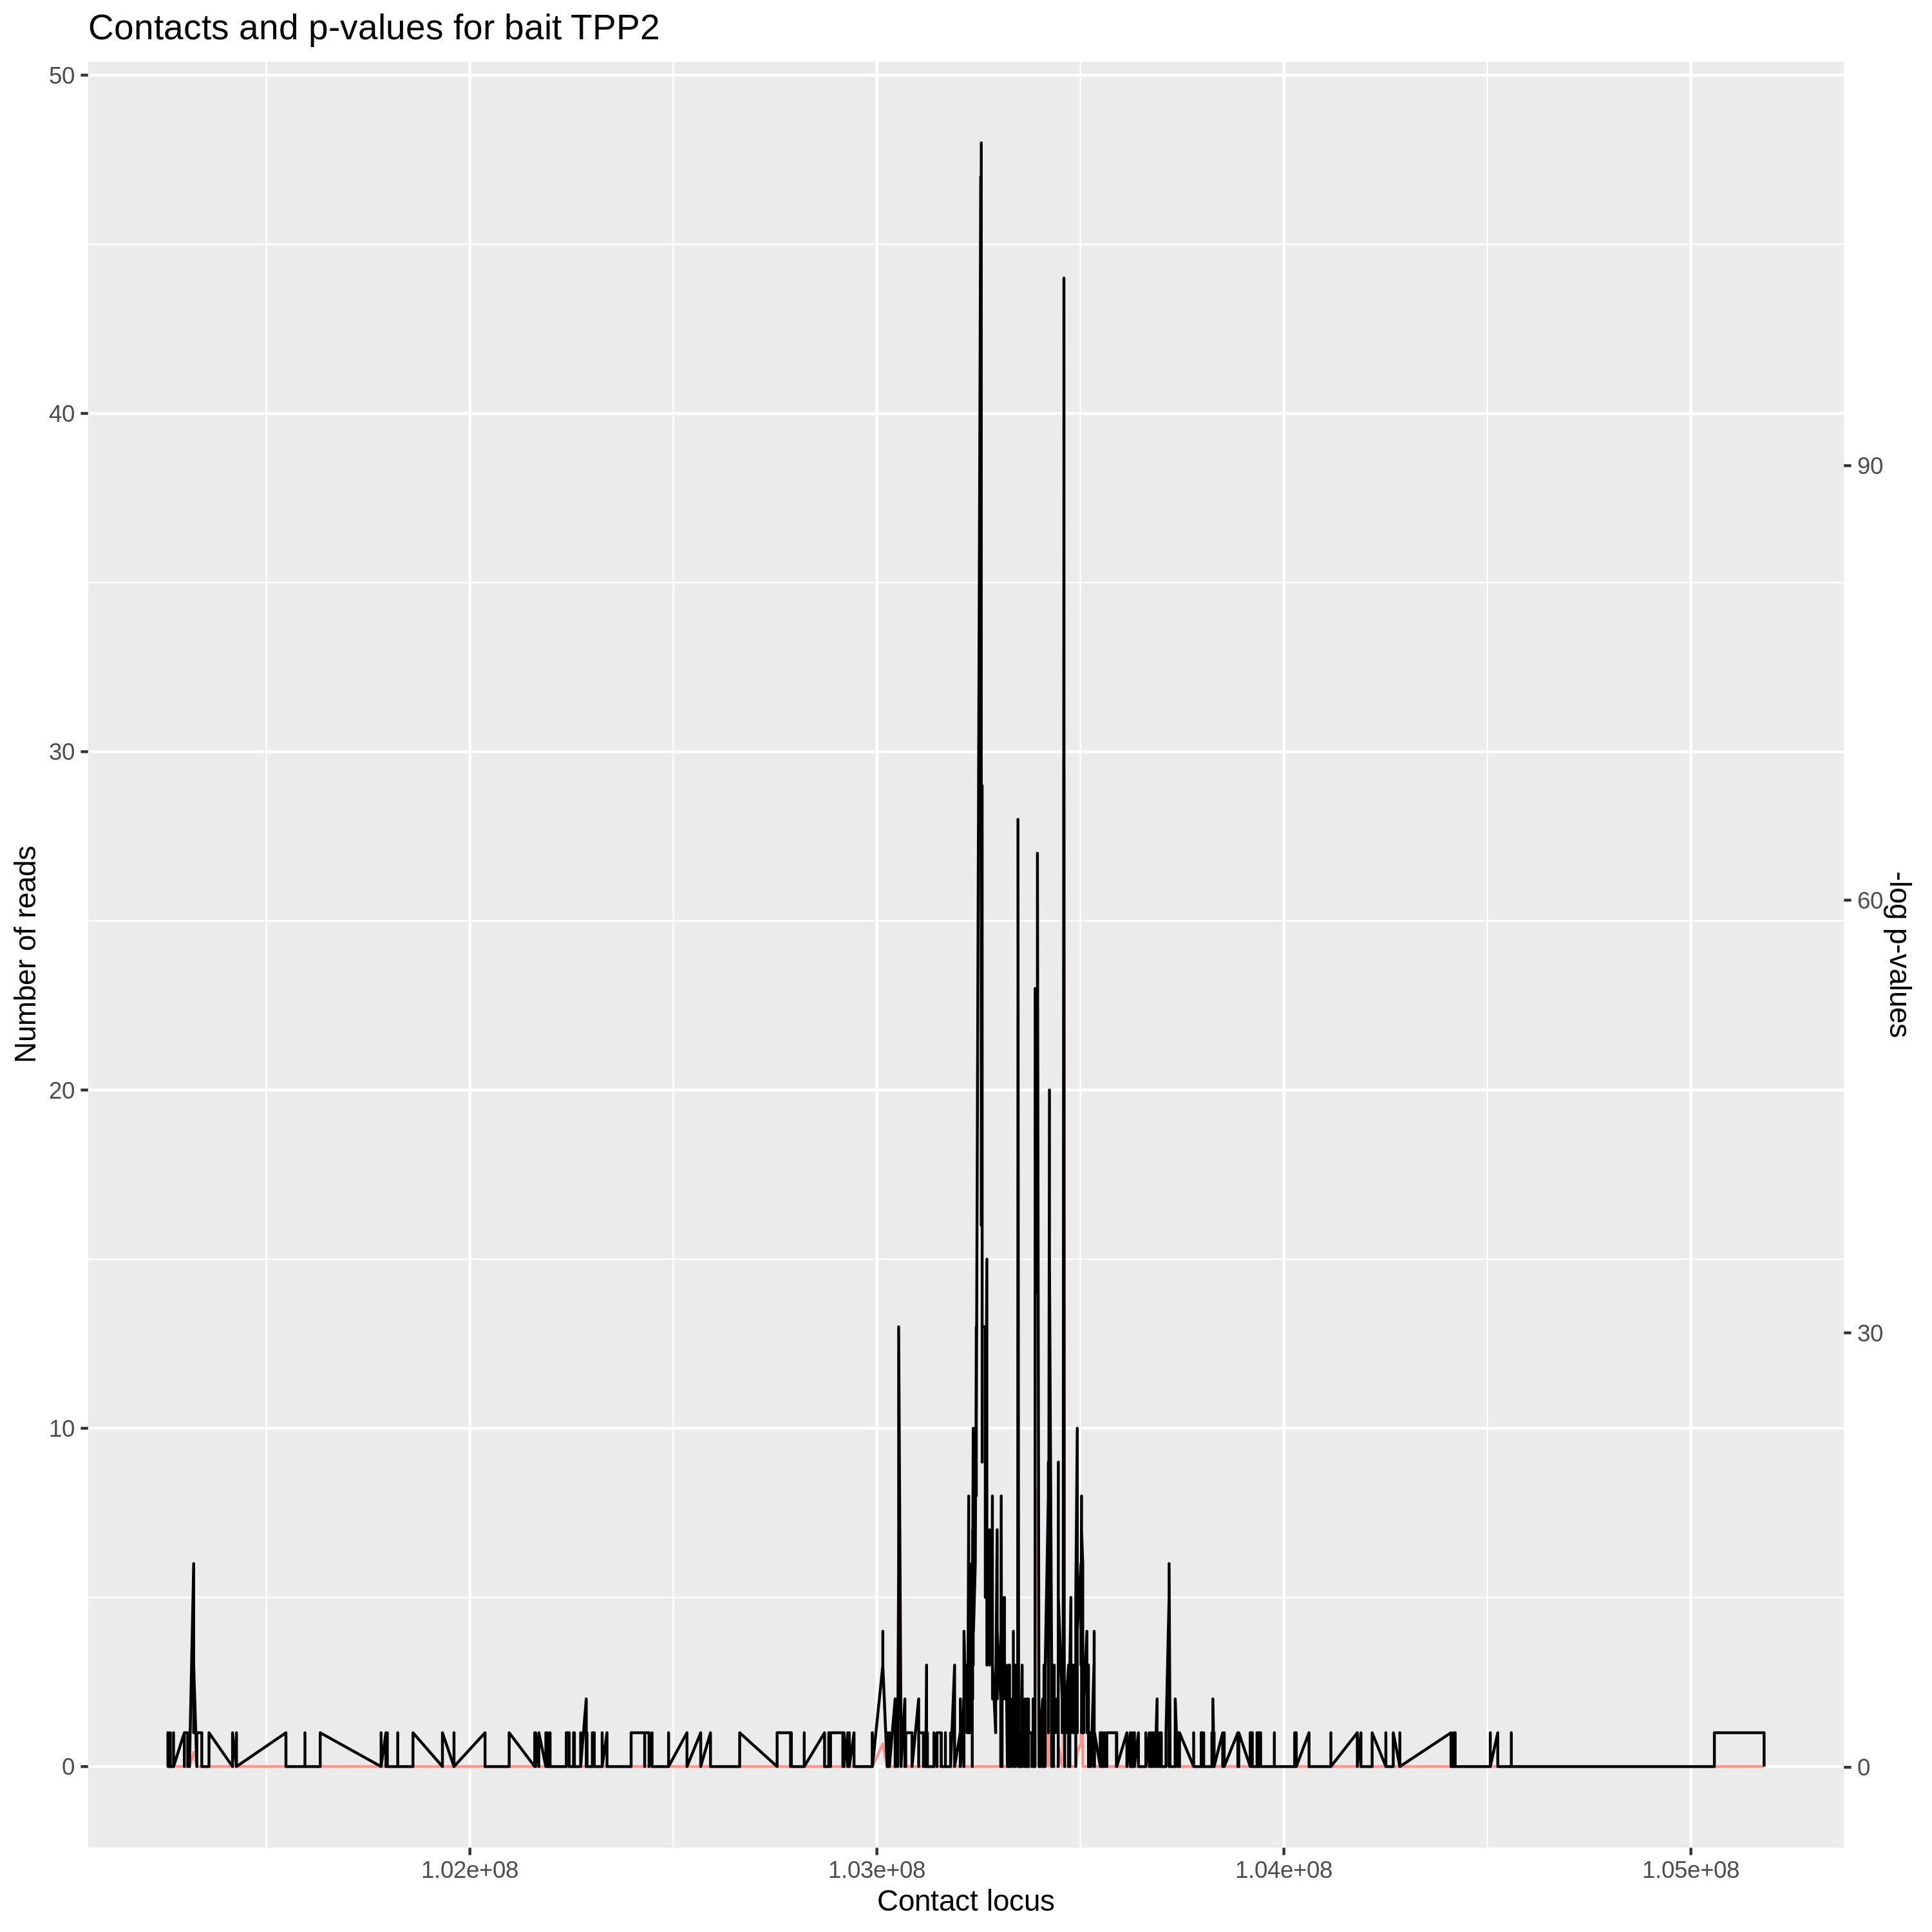 Contacts and p-values for bait TPP2
50
40
30
20
10
0
Number of reads
90
60
30
0
-log p-values
1.02e+08 1.03e+08 1.04e+08 1.05e+08
Contact locus